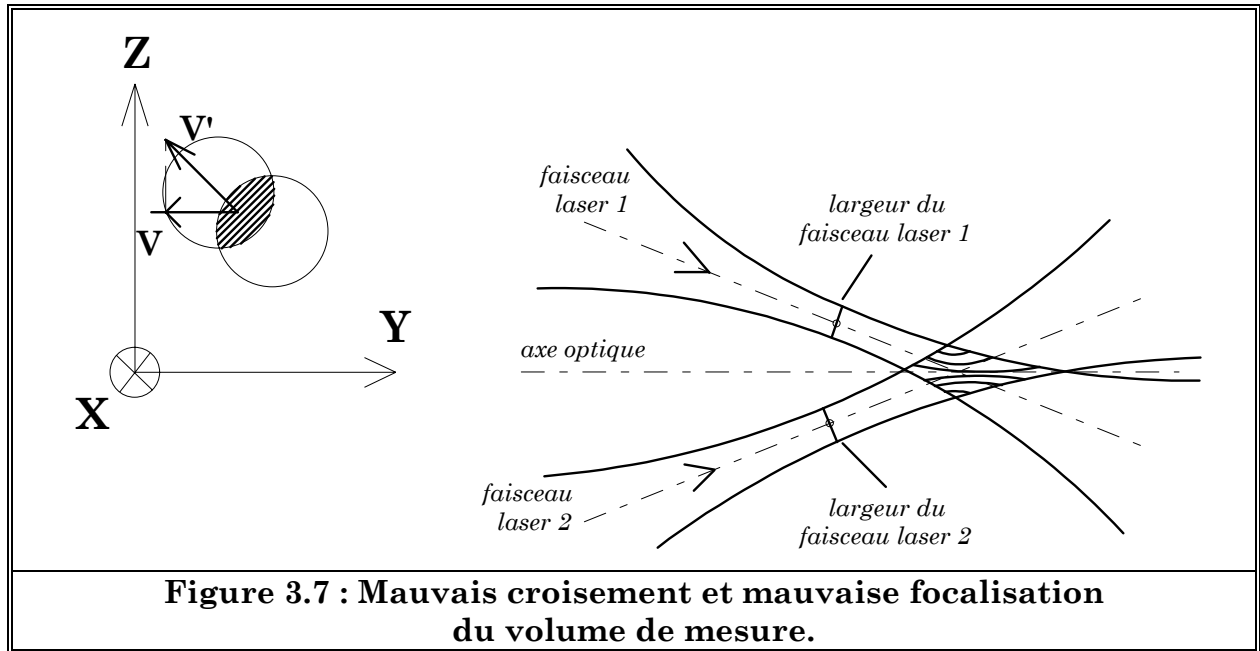 Z
V'
V
Y
X
faisceau
laser 1
largeur du
faisceau laser 1
axe optique
faisceau
laser 2
largeur du
faisceau laser 2
Figure 3.7 : Mauvais croisement et mauvaise focalisation
du volume de mesure.